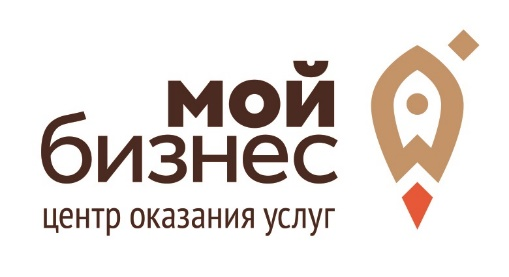 мой
бизнес
центр оказания услуг